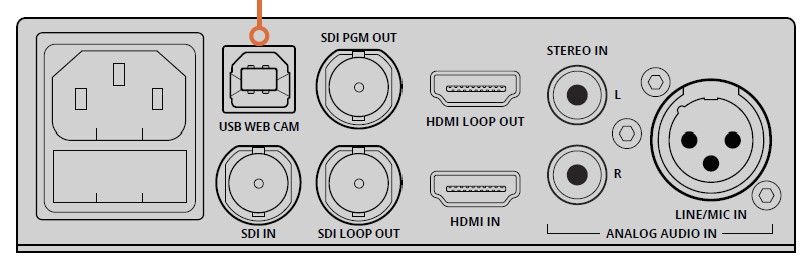 SDI PGM OUT
STEREO IN
L
HDMI LOOP OUT
USB WEB CAM
R
LINE/MIC IN
HDMI IN
SDI IN
SDI LOOP OUT
ANALOG AUDIO IN